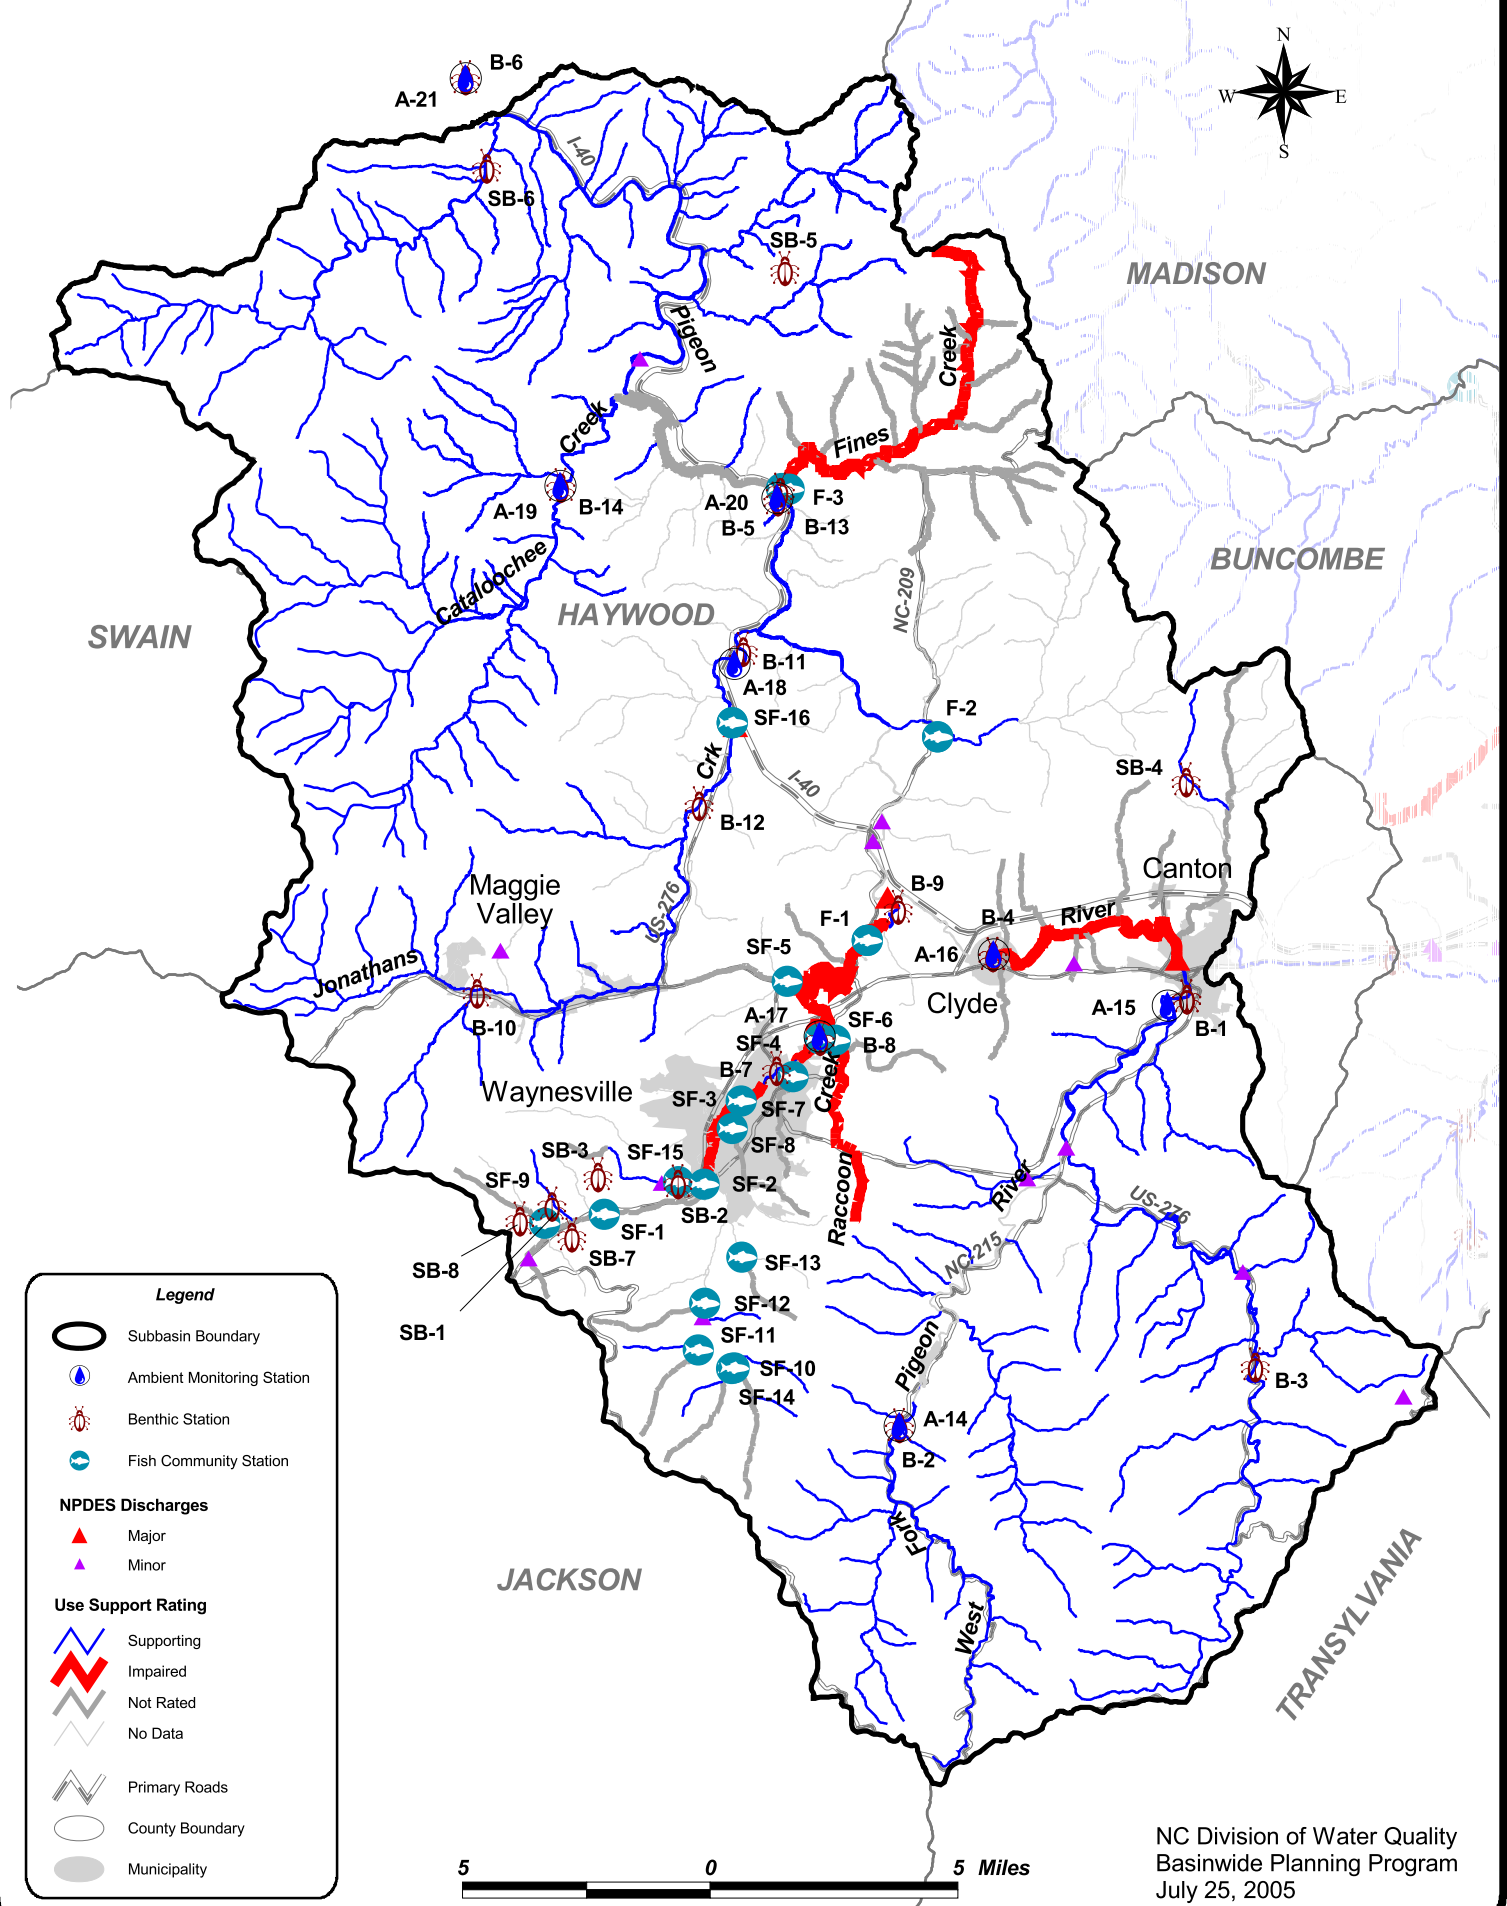 B-6
N
A-21
W
E
I-40
S
SB-6
SB-5
MADISON
Pigeon
Creek
Creek
Fines
A-20
F-3
A-19
B-14
B-5
B-13
Cataloochee
BUNCOMBE
NC-209
HAYWOOD
SWAIN
B-11
A-18
F-2
SF-16
Crk
SB-4
I-40
B-12
Canton
Maggie
Valley
B-9
US-276
F-1
B-4
River
SF-5
A-16
Jonathans
Clyde
A-15
B-10
A-17
SF-6
B-1
SF-4
B-8
B-7
Creek
Waynesville
SF-3
SF-7
SF-8
SB-3
SF-15
SF-9
SF-2
River
Raccoon
SB-2
US-276
SF-1
SB-7
NC-215
SB-8
SF-13
SF-12
SB-1
SF-11
Pigeon
SF-10
B-3
SF-14
A-14
B-2
Fork
JACKSON
West
TRANSYLVANIA
Legend
Subbasin Boundary
Ambient Monitoring Station
Benthic Station
Fish Community Station
NPDES Discharges
Major
Minor
Use Support Rating
Supporting
Impaired
Not Rated
No Data
Primary Roads
County Boundary
Municipality
5 0 5 Miles
NC Division of Water Quality
Basinwide Planning Program
July 25, 2005